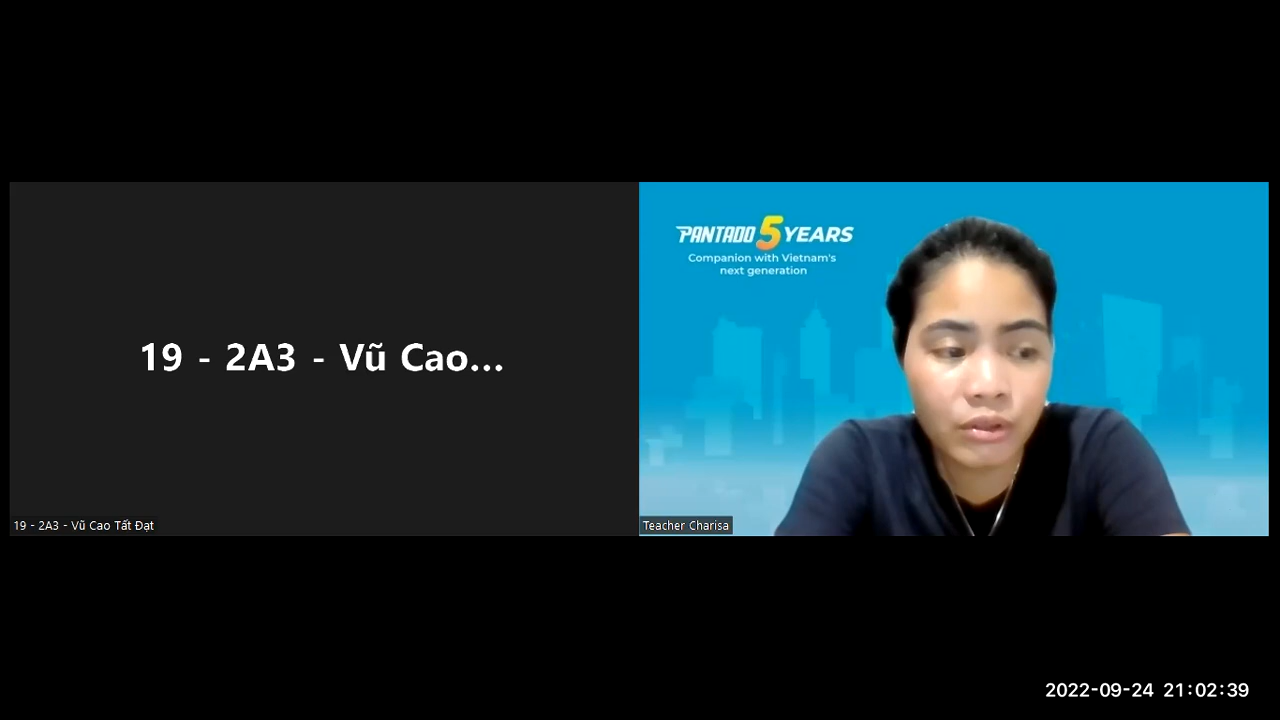 19 - 2A3 - Vũ Cao...
19 - 2A3 - Vũ Cao Tất Đạt
PANTADO 5 YEARS
Companion with Vietnam's
next generation
Teacher Charisa
2022-09-24 21:02:39